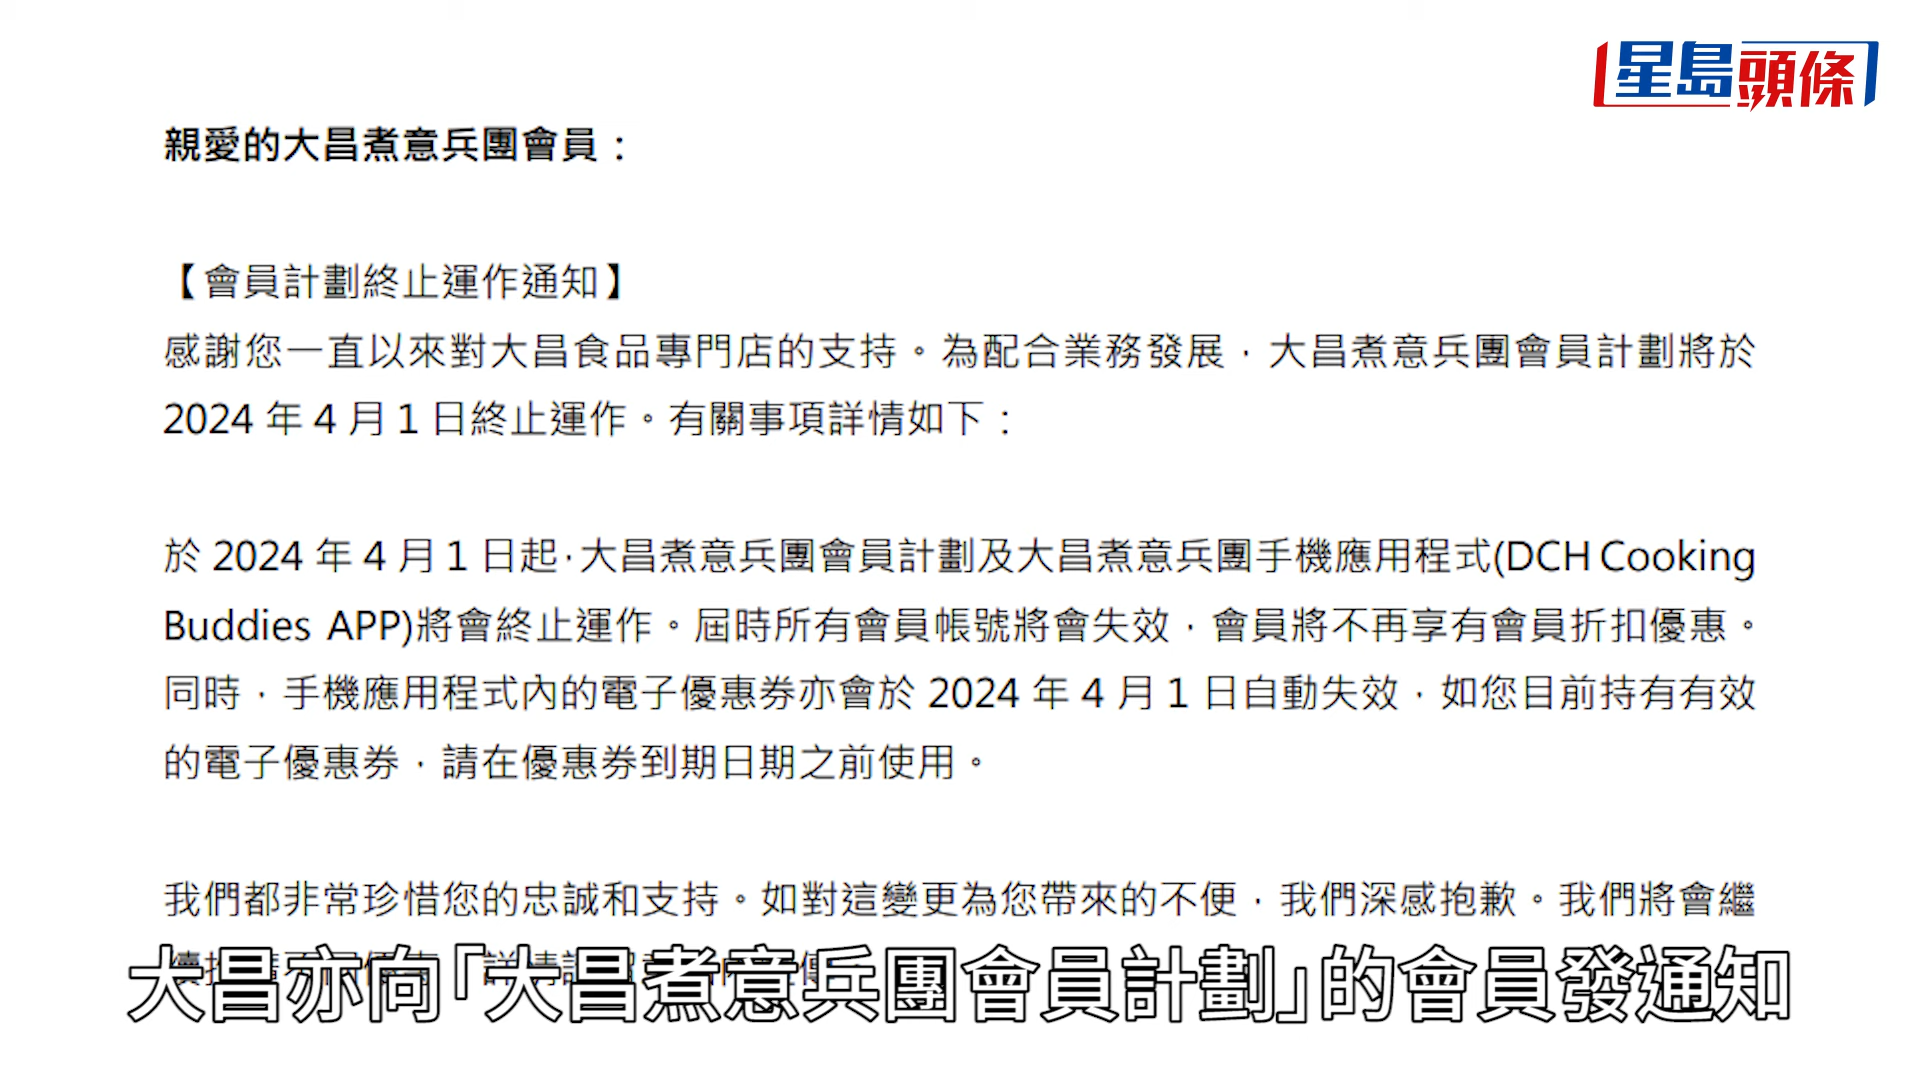 星島頭條
親愛的大昌煮意兵團會員：
【會員計劃終止運作通知】
感謝您一直以來對大昌食品專門店的支持。為配合業務發展，大昌煮意兵團會員計劃將於
2024 年 4 月 1 日終止運作。有關事項詳情如下：
於 2024 年 4 月 1 日起，大昌煮意兵團會員計劃及大昌煮意兵團手機應用程式(DCH Cooking
Buddies APP)將會終止運作。屆時所有會員帳號將會失效，會員將不再享有會員折扣優惠。
同時，手機應用程式內的電子優惠券亦會於 2024 年 4 月 1 日自動失效，如您目前持有有效
的電子優惠券，請在優惠券到期日期之前使用。
我們都非常珍惜您的忠誠和支持。如對這變更為您帶來的不便，我們深感抱歉。我們將會繼
大昌亦向「大昌煮意兵團會員計劃」的會員發通知